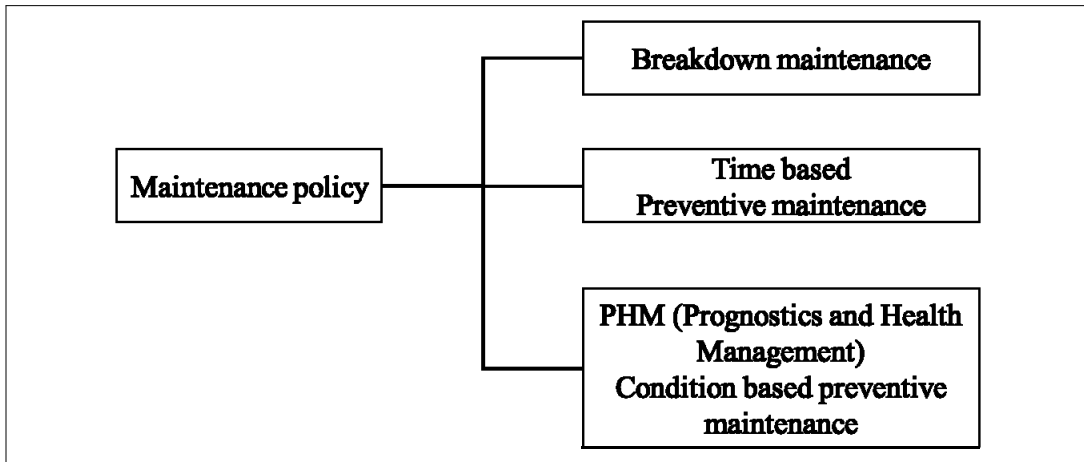 Breakdown maintenance
Maintenance policy
Time based
Preventive maintenance
PHM (Prognostics and Health
Management)
Condition based preventive
maintenance